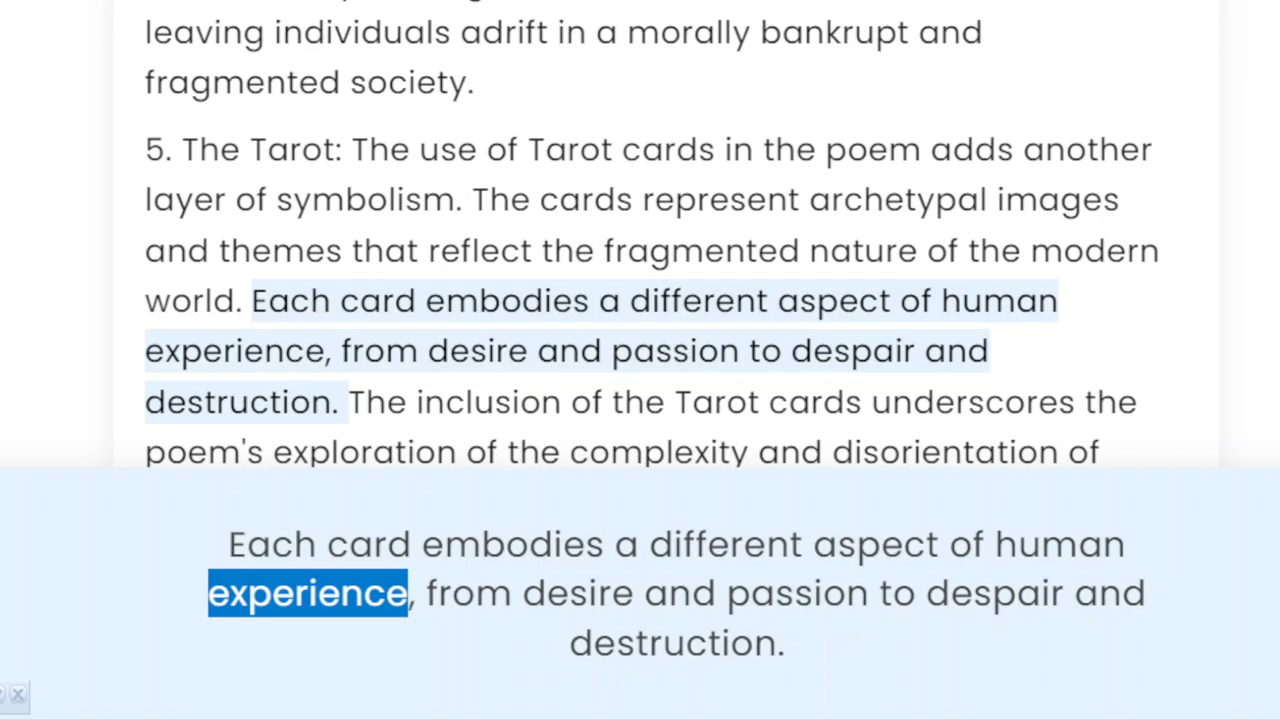 leaving individuals adrift in a morally bankrupt and
fragmented society.
5. The Tarot: The use of Tarot cards in the poem adds another
layer of symbolism. The cards represent archetypal images
and themes that reflect the fragmented nature of the modern
world. Each card embodies a different aspect of human
experience, from desire and passion to despair and
destruction. The inclusion of the Tarot cards underscores the
poem's exploration of the complexity and disorientation of
Each card embodies a different aspect of human
experience, from desire and passion to despair and
destruction.